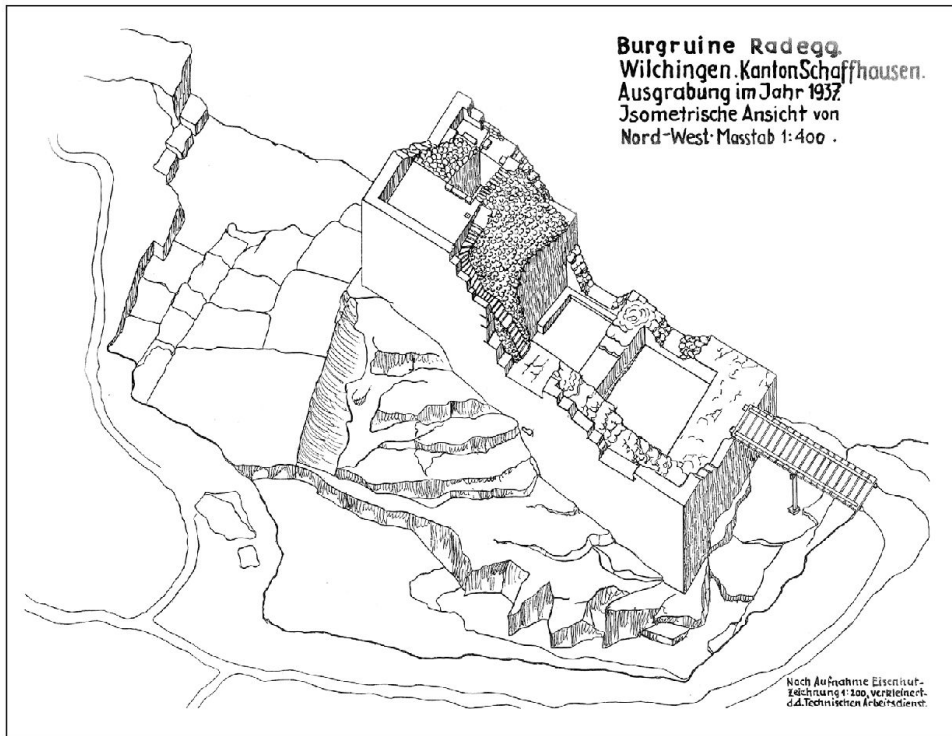 Burgruine Radegg.
Wilchingen. Kanton Schaffhausen.
Ausgrabung im Jahr 1937.
Isometrische Ansicht von
Nord-West. Masstab 1:400.
Nach Aufnahme Eisenhut-
Zeichnung 1:200, verkleinert-
d.d. Technischen Arbeitsdienst.